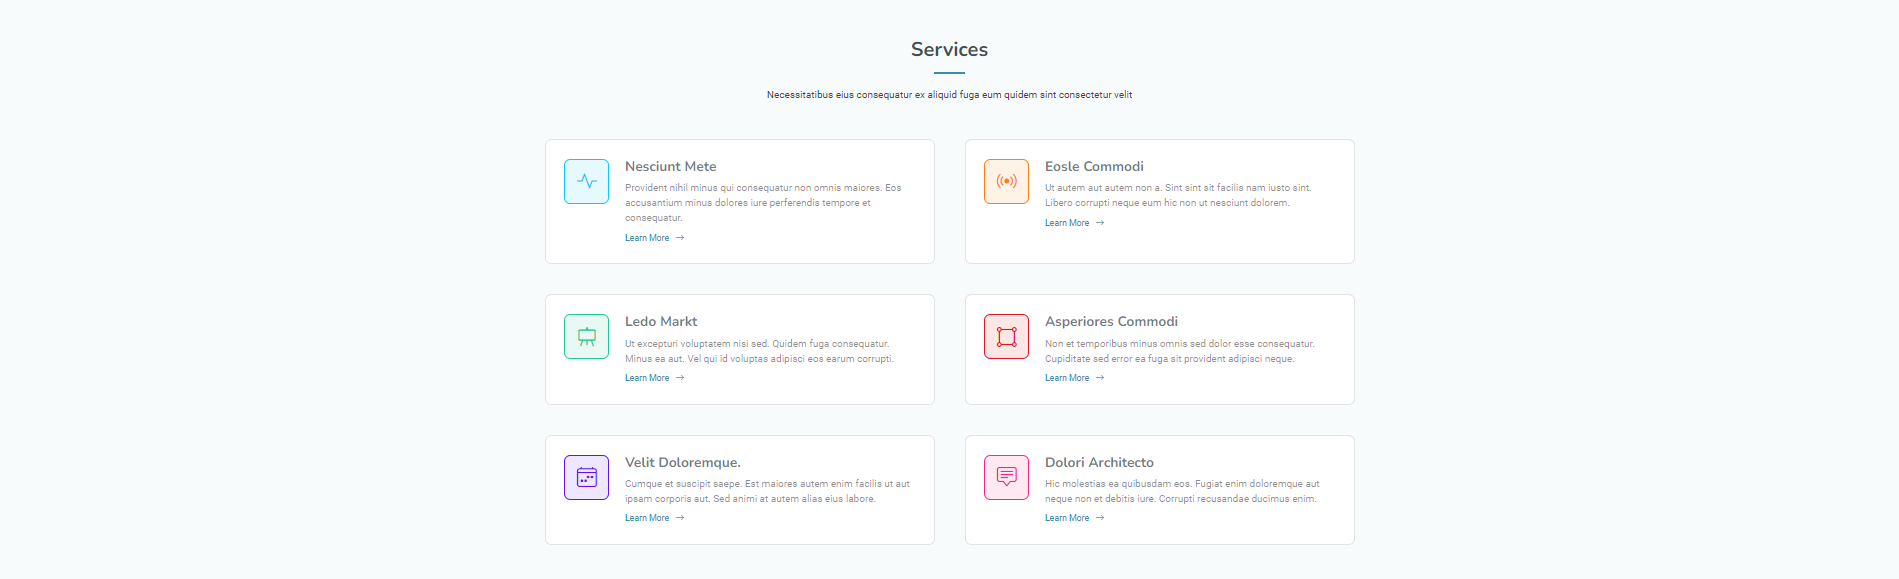 Services
Necessitatibus eius consequatur ex aliquid fuga eum quidem sint consectetur velit
Nesciunt Mete
Provident nihil minus qui consequatur non omnis maiores. Eos
accusantium minus dolores iure perferendis tempore et
consequatur.
Learn More
Eosle Commodi
Ut autem aut autem non a. Sint sint sit facilis nam iusto sint.
Libero corrupti neque eum hic non ut nesciunt dolorem.
Learn More
Ledo Markt
Ut excepturi voluptatem nisi sed. Quidem fuga consequatur.
Minus ea aut. Vel qui id voluptas adipisci eos earum corrupti.
Learn More
Asperiores Commodi
Non et temporibus minus omnis sed dolor esse consequatur.
Cupiditate sed error ea fuga sit provident adipisci neque.
Learn More
Velit Doloremque.
Cumque et suscipit saepe. Est maiores autem enim facilis ut aut
ipsam corporis aut. Sed animi at autem alias eius labore.
Learn More
Dolori Architecto
Hic molestias ea quibusdam eos. Fugiat enim doloremque aut
neque non et debitis iure. Corrupti recusandae ducimus enim.
Learn More